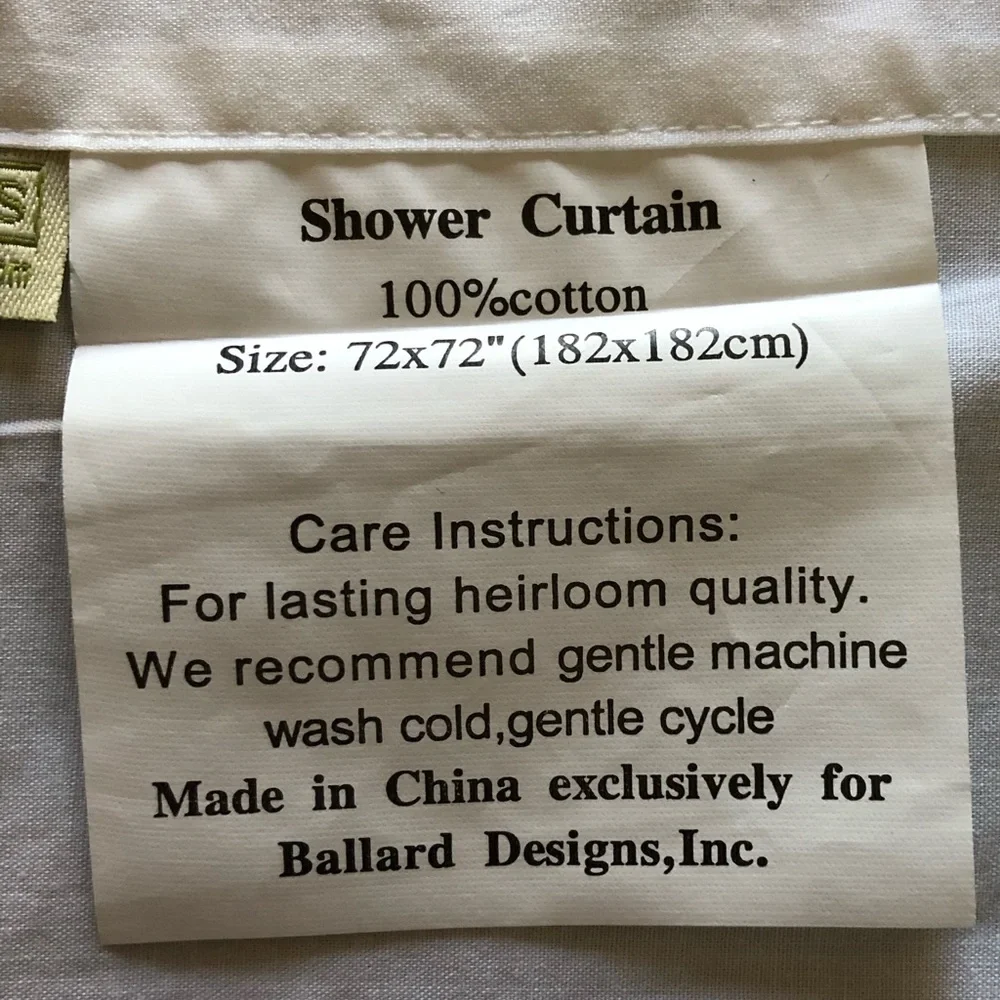 Shower Curtain
100%cotton
Size: 72x72"(182x182cm)
Care Instructions:
For lasting heirloom quality.
We recommend gentle machine
wash cold,gentle cycle
Made in China exclusively for
Ballard Designs,Inc.